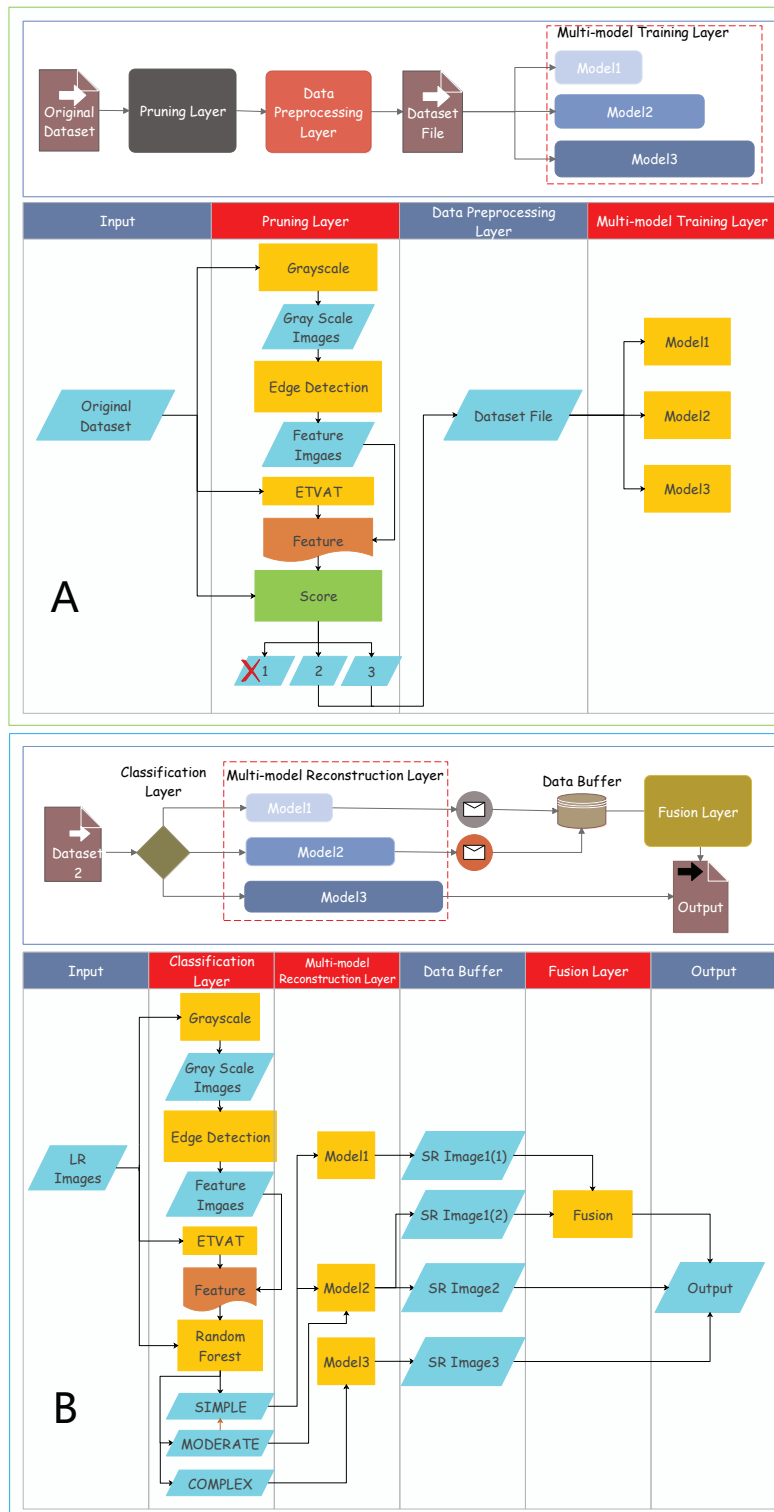 Multi-model Training Layer
Original
Dataset
Pruning Layer
Data
Preprocessing
Layer
Dataset
File
Model1
Model2
Model3
Input
Pruning Layer
Data Preprocessing
Layer
Multi-model Training Layer
Grayscale
Gray Scale
Images
Edge Detection
Original
Dataset
Feature
Imgaes
ETVAT
Feature
Score
X 1
2
3
Dataset File
Model1
Model2
Model3
A
Classification
Layer
Multi-model Reconstruction Layer
Data Buffer
Dataset
2
Model1
Model2
Model3
Fusion Layer
Output
Input
Classification
Layer
Multi-model
Reconstruction Layer
Data Buffer
Fusion Layer
Output
Grayscale
Gray Scale
Images
Edge Detection
LR
Images
Feature
Imgaes
ETVAT
Feature
Random
Forest
SIMPLE
MODERATE
COMPLEX
Model1
Model2
Model3
SR Image1(1)
SR Image1(2)
SR Image2
SR Image3
Fusion
Output
B